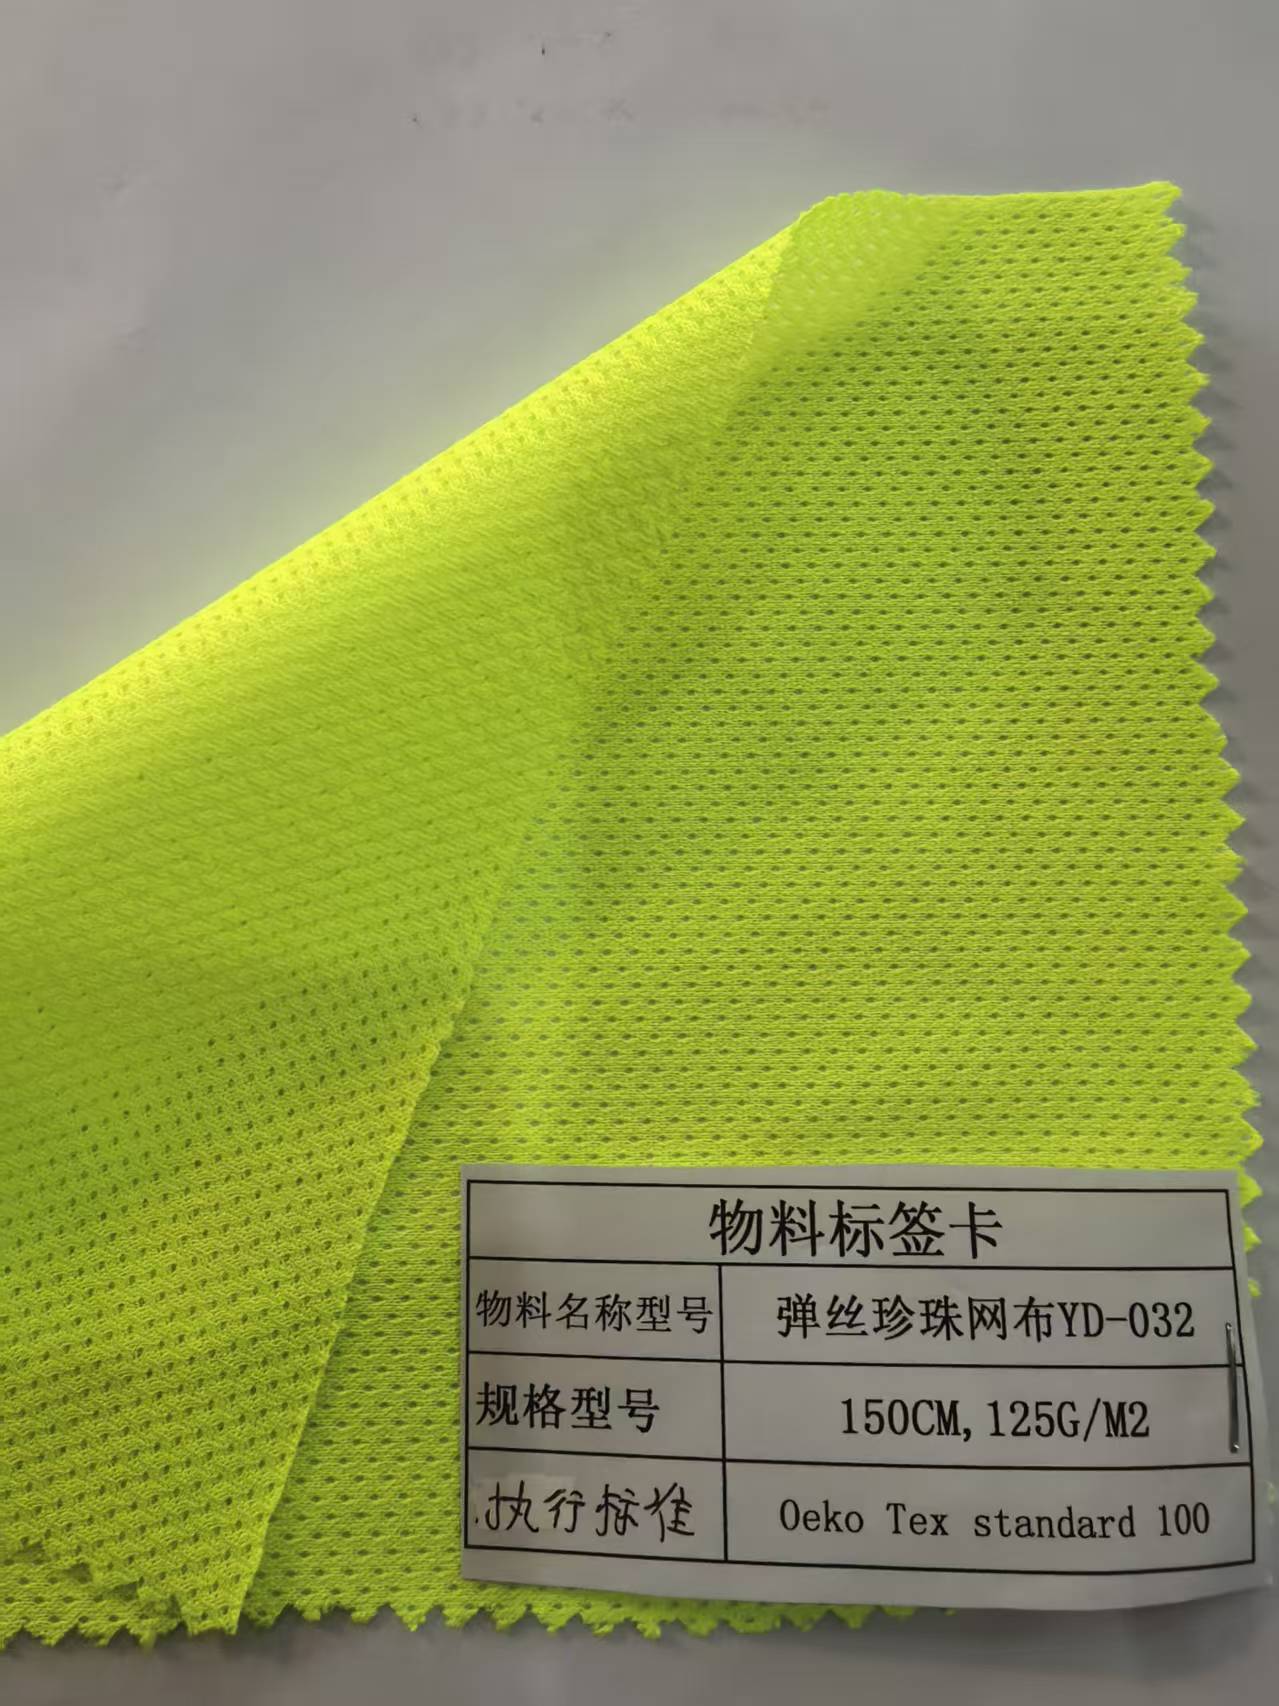 物料标签卡
物料名称型号 弹丝珍珠网布YD-032
规格型号 150CM,125G/M2
执行标准 Oeko Tex standard 100